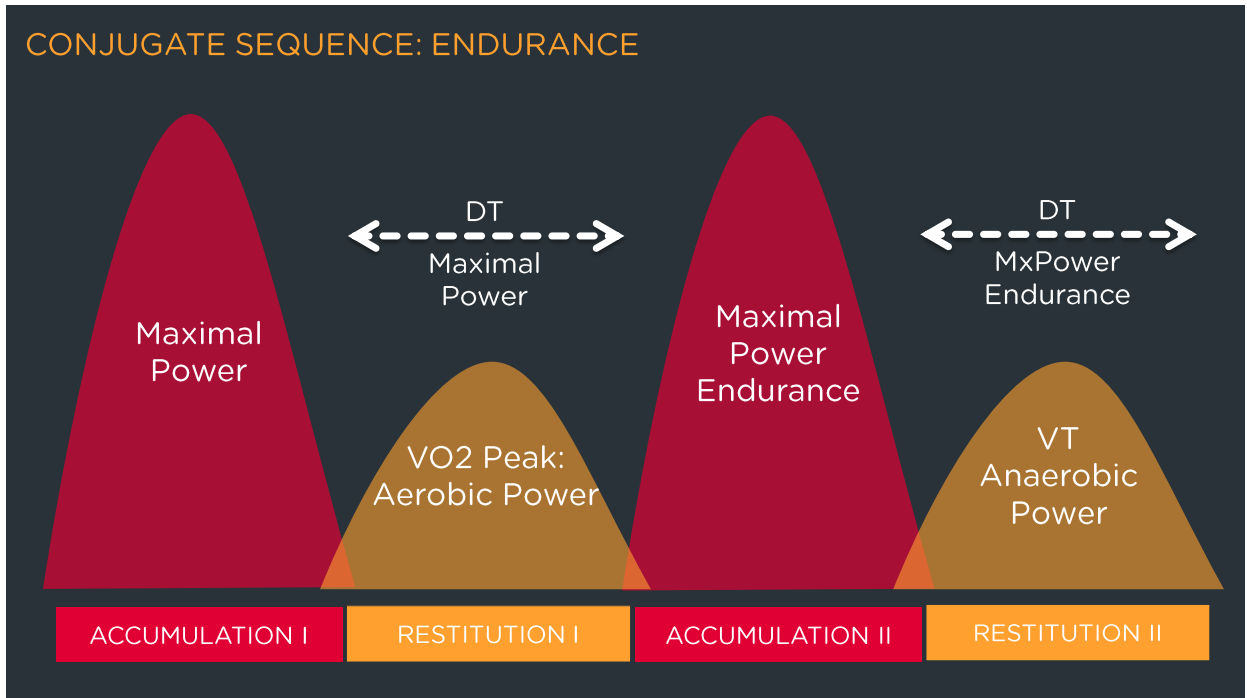 CONJUGATE SEQUENCE: ENDURANCE
Maximal
Power
DT
Maximal
Power
VO2 Peak:
Aerobic Power
Maximal
Power
Endurance
DT
MxPower
Endurance
VT
Anaerobic
Power
ACCUMULATION I
RESTITUTION I
ACCUMULATION II
RESTITUTION II